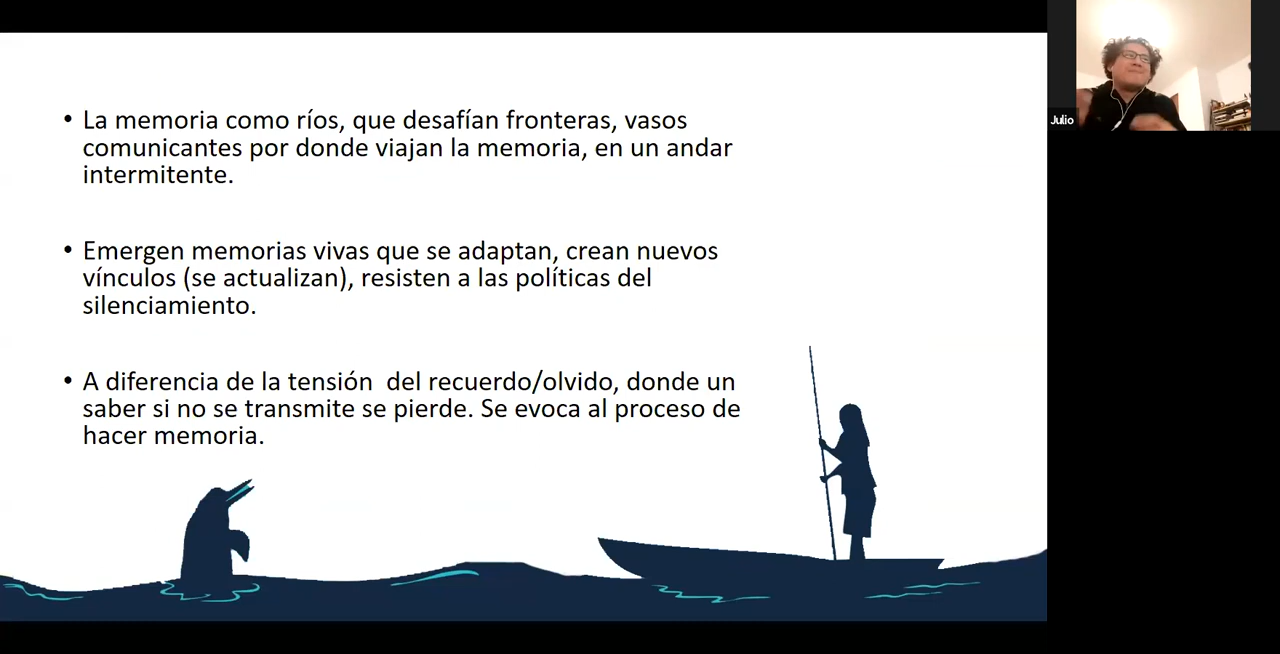 • La memoria como ríos, que desafían fronteras, vasos
comunicantes por donde viajan la memoria, en un andar
intermitente.
• Emergen memorias vivas que se adaptan, crean nuevos
vínculos (se actualizan), resisten a las políticas del
silenciamiento.
• A diferencia de la tensión  del recuerdo/olvido, donde un
saber si no se transmite se pierde. Se evoca al proceso de
hacer memoria.
Julio